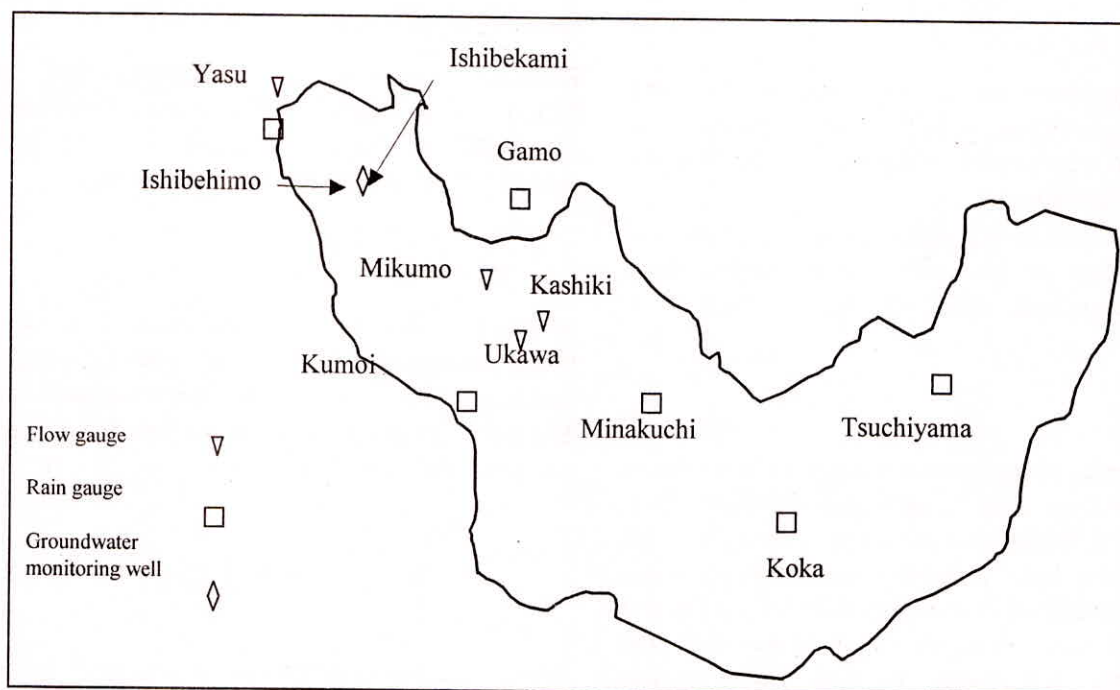 Ishibekami
Yasu
Gamo
Ishibehimo
Mikumo
Kashiki
Ukawa
Kumoi
Minakuchi
Tsuchiyama
Flow gauge
Rain gauge
Groundwater
monitoring well
Koka